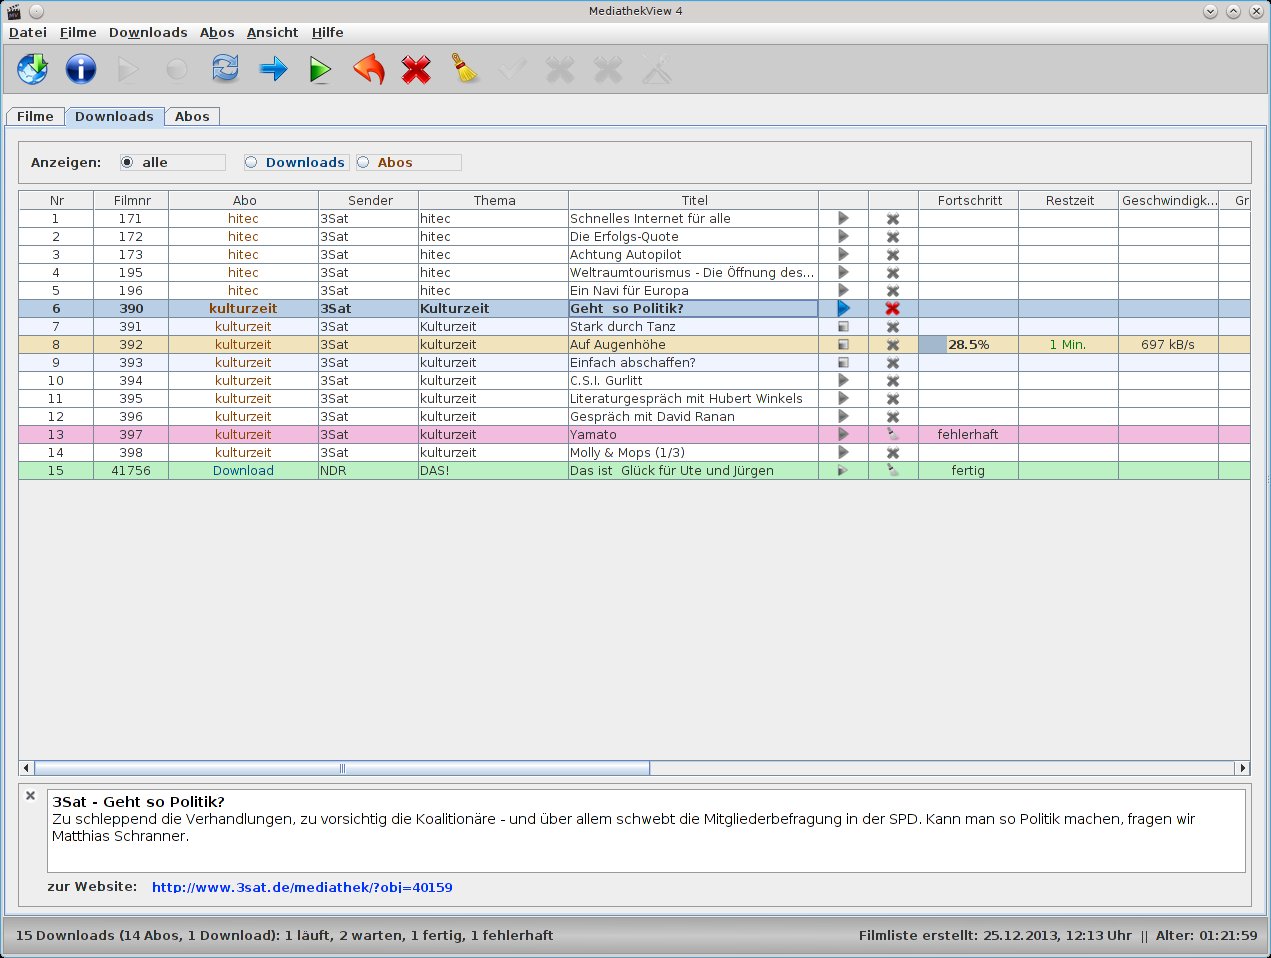 MediathekView 4
Datei Filme Downloads Abos Ansicht Hilfe
Filme Downloads Abos
Anzeigen: alle Downloads Abos
Nr Filmnr Abo Sender Thema Titel Fortschritt Restzeit Geschwindigk... Gr
1 171 hitec 3Sat hitec Schnelles Internet für alle
2 172 hitec 3Sat hitec Die Erfolgs-Quote
3 173 hitec 3Sat hitec Achtung Autopilot
4 195 hitec 3Sat hitec Weltraumtourismus - Die Öffnung des...
5 196 hitec 3Sat hitec Ein Navi für Europa
6 390 kulturzeit 3Sat Kulturzeit Geht  so Politik?
7 391 kulturzeit 3Sat Kulturzeit Stark durch Tanz
8 392 kulturzeit 3Sat kulturzeit Auf Augenhöhe 28.5% 1 Min. 697 kB/s
9 393 kulturzeit 3Sat kulturzeit Einfach abschaffen?
10 394 kulturzeit 3Sat kulturzeit C.S.I. Gurlitt
11 395 kulturzeit 3Sat kulturzeit Literaturgespräch mit Hubert Winkels
12 396 kulturzeit 3Sat kulturzeit Gespräch mit David Ranan
13 397 kulturzeit 3Sat kulturzeit Yamato fehlerhaft
14 398 kulturzeit 3Sat kulturzeit Molly & Mops (1/3)
15 41756 Download NDR DAS! Das ist  Glück für Ute und Jürgen fertig
3Sat - Geht so Politik?
Zu schleppend die Verhandlungen, zu vorsichtig die Koalitionäre - und über allem schwebt die Mitgliederbefragung in der SPD. Kann man so Politik machen, fragen wir
Matthias Schranner.
zur Website: http://www.3sat.de/mediathek/?obj=40159
15 Downloads (14 Abos, 1 Download): 1 läuft, 2 warten, 1 fertig, 1 fehlerhaft Filmliste erstellt: 25.12.2013, 12:13 Uhr || Alter: 01:21:59